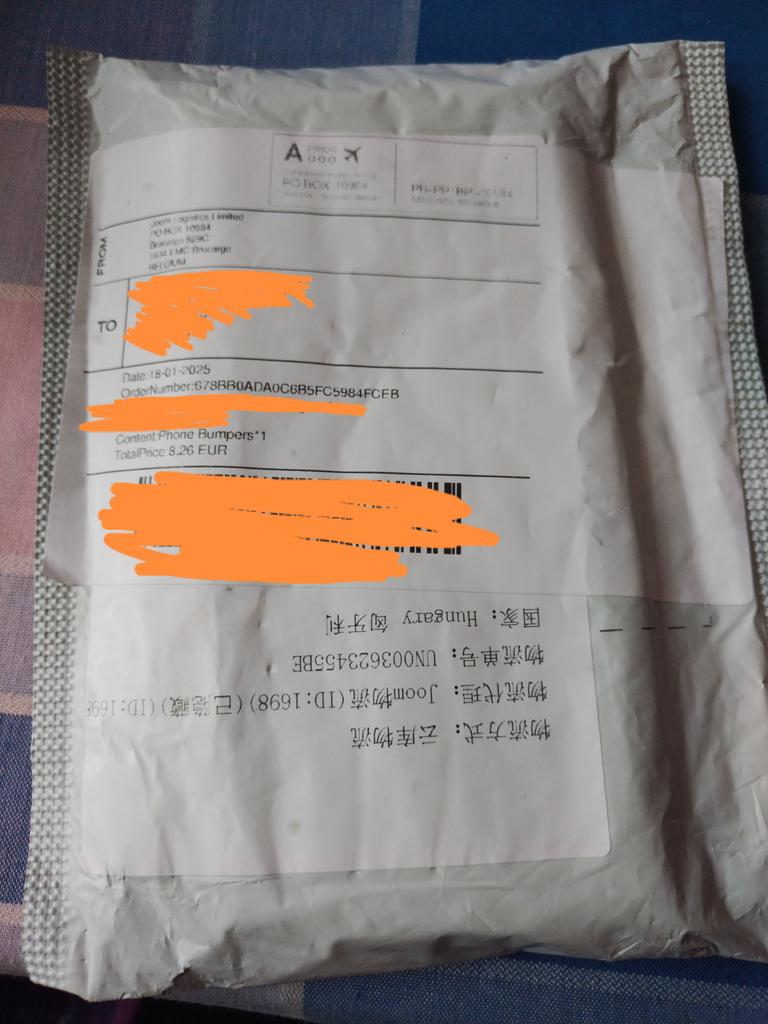 A PRIOR
PO BOX 10984
FROM
Joom Logistics Limited
PO BOX 10984
Brucargo 829C
1934 EMC Brucargo
BELGIUM
TO
Date:18-01-2025
OrderNumber:678BB0ADA0C6B5FC5984FCEB
Content:Phone Bumpers*1
TotalPrice:8.26 EUR
物流方式: 云库物流
物流代理: Joom物流(ID:1698)(已隐藏)(ID:1698
物流单号: UN003623455BE
国家: Hungary 匈牙利